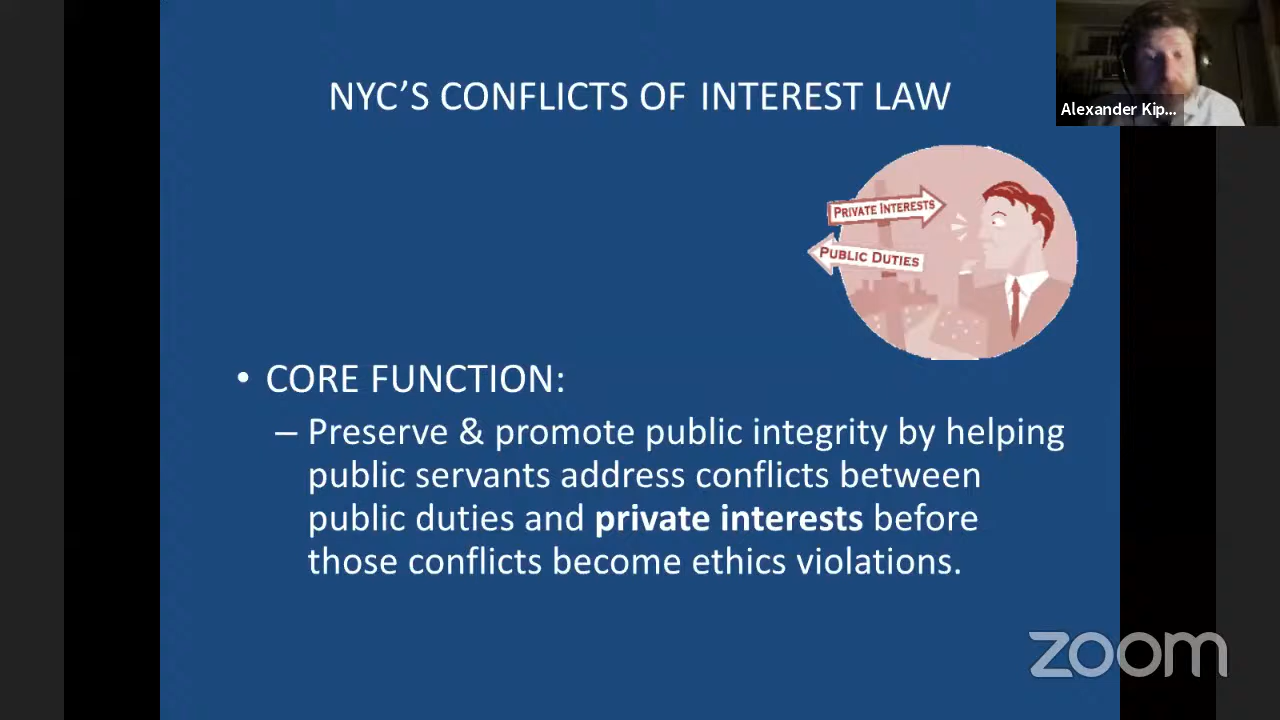 NYC’S CONFLICTS OF INTEREST LAW
Alexander Kip...
PRIVATE INTERESTS
PUBLIC DUTIES
• CORE FUNCTION:
– Preserve & promote public integrity by helping
public servants address conflicts between
public duties and private interests before
those conflicts become ethics violations.
zoom